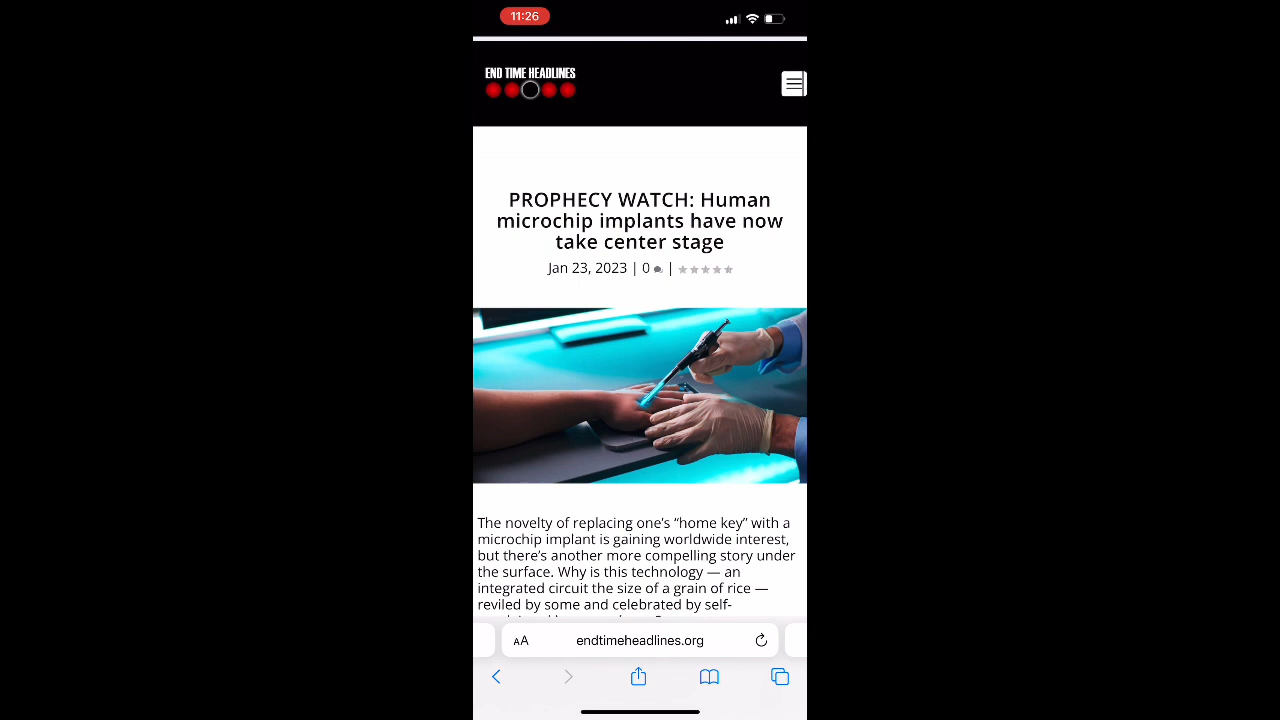 11:26
END TIME HEADLINES
PROPHECY WATCH: Human
microchip implants have now
take center stage
Jan 23, 2023 | 0 |
The novelty of replacing one's “home key” with a
microchip implant is gaining worldwide interest,
but there's another more compelling story under
the surface. Why is this technology — an
integrated circuit the size of a grain of rice —
reviled by some and celebrated by self-
AA
endtimeheadlines.org